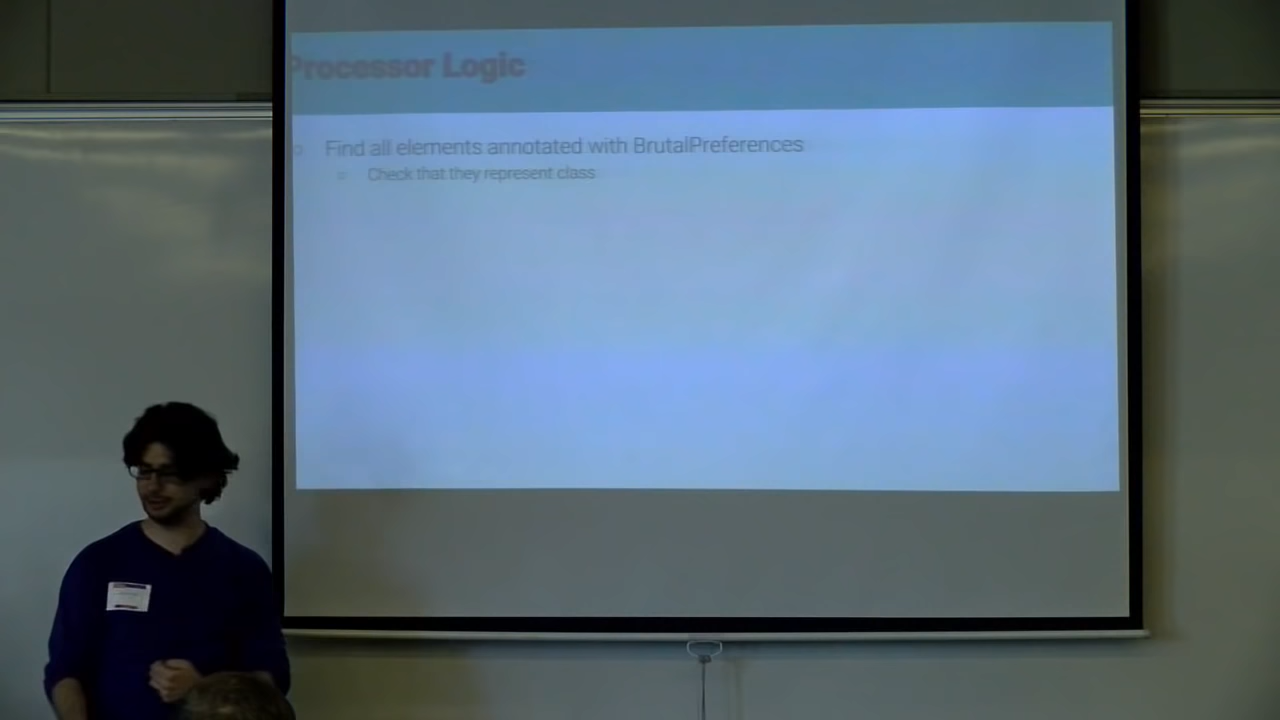 Processor Logic
Find all elements annotated with BrutalPreferences
Check that they represent class